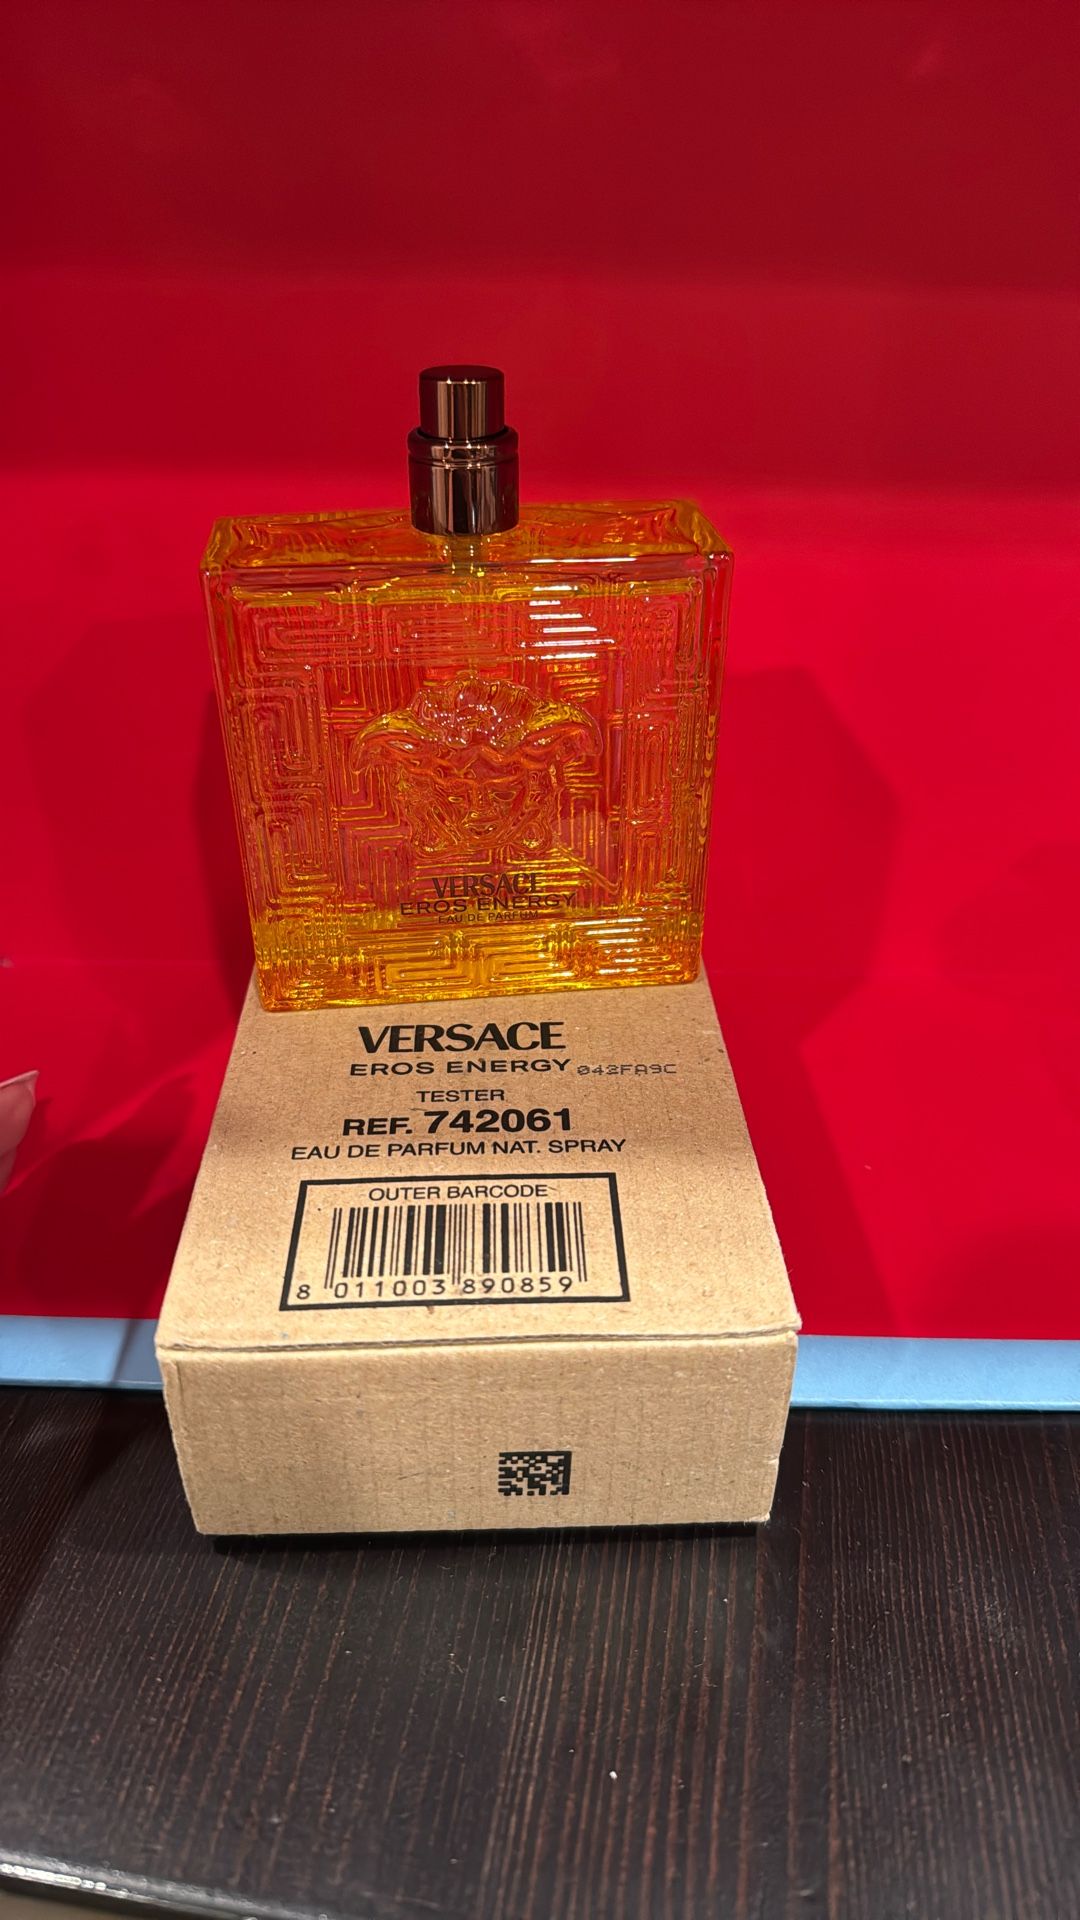 VERSACE
EROS ENERGY
EAU DE PARFUM
VERSACE
EROS ENERGY 042FA9C
TESTER
REF. 742061
EAU DE PARFUM NAT. SPRAY
OUTER BARCODE
8 011003 890859